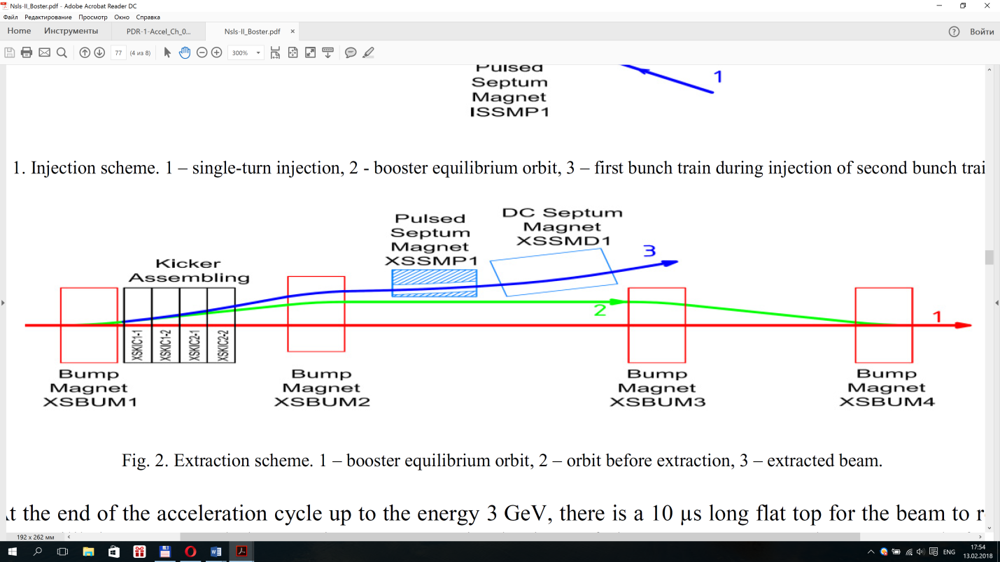 Nsls-II_Boster.pdf - Adobe Acrobat Reader DC
Файл Редактирование Просмотр Окно Справка
Home Инструменты PDR-1-Accel_Ch_0... Nsls-II_Boster.pdf × Войти
77 (4 из 8) 300%
Pulsed
Septum
Magnet
ISSMP1
1
1. Injection scheme. 1 – single-turn injection, 2 - booster equilibrium orbit, 3 – first bunch train during injection of second bunch trai
Pulsed
Septum
Magnet
XSSMP1
DC Septum
Magnet
XSSMD1
3
Kicker
Assembling
2
1
XSKIC1-1
XSKIC1-2
XSKIC2-1
XSKIC2-2
Bump
Magnet
XSBUM1
Bump
Magnet
XSBUM2
Bump
Magnet
XSBUM3
Bump
Magnet
XSBUM4
Fig. 2. Extraction scheme. 1 – booster equilibrium orbit, 2 – orbit before extraction, 3 – extracted beam.
At the end of the acceleration cycle up to the energy 3 GeV, there is a 10 µs long flat top for the beam to r
192 x 262 мм
ENG
17:54
13.02.2018